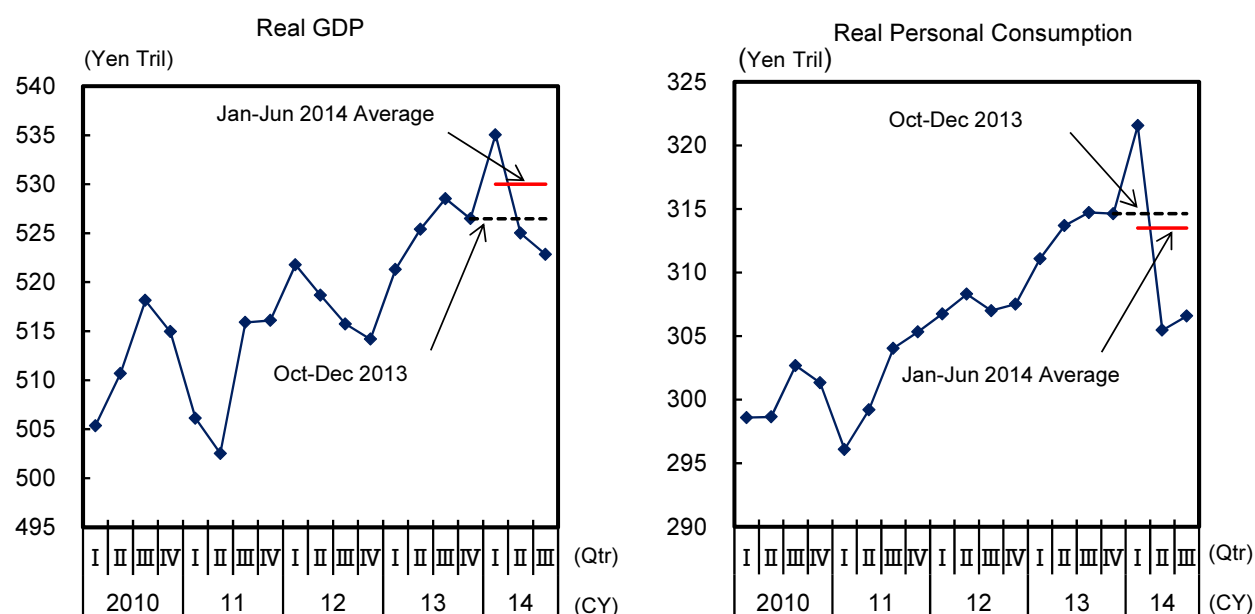 Real GDP
(Yen Tril)
540
535
530
525
520
515
510
505
500
495
Jan-Jun 2014 Average
Oct-Dec 2013
Ⅰ Ⅱ Ⅲ Ⅳ Ⅰ Ⅱ Ⅲ Ⅳ Ⅰ Ⅱ Ⅲ Ⅳ Ⅰ Ⅱ Ⅲ Ⅳ Ⅰ Ⅱ Ⅲ (Qtr)
2010 11 12 13 14 (CY)
Real Personal Consumption
(Yen Tril)
325
320
315
310
305
300
295
290
Oct-Dec 2013
Jan-Jun 2014 Average
Ⅰ Ⅱ Ⅲ Ⅳ Ⅰ Ⅱ Ⅲ Ⅳ Ⅰ Ⅱ Ⅲ Ⅳ Ⅰ Ⅱ Ⅲ Ⅳ Ⅰ Ⅱ Ⅲ (Qtr)
2010 11 12 13 14 (CY)